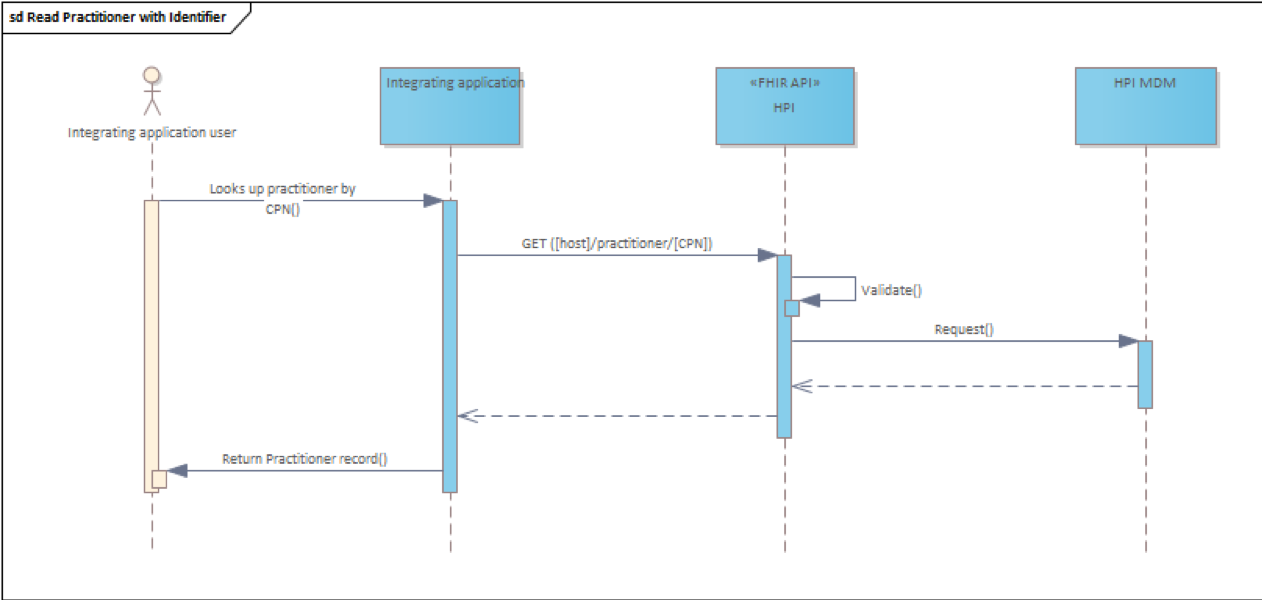 sd Read Practitioner with Identifier
Integrating application user
Integrating application
«FHIR API»
HPI
HPI MDM
Looks up practitioner by
CPN()
GET ([host]/practitioner/[CPN])
Validate()
Request()
Return Practitioner record()